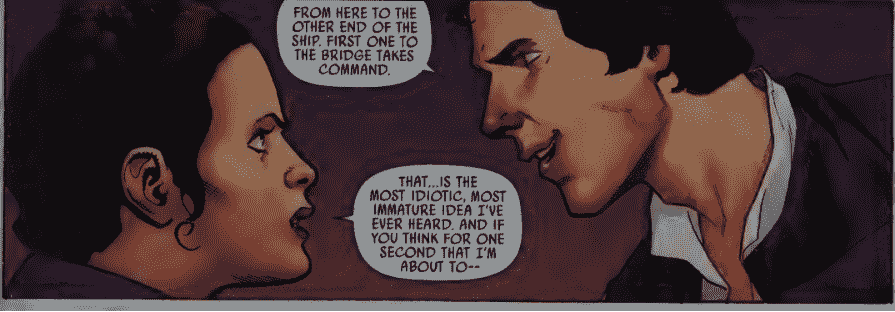 FROM HERE TO THE
OTHER END OF THE
SHIP. FIRST ONE TO
THE BRIDGE TAKES
COMMAND.
THAT...IS THE
MOST IDIOTIC, MOST
IMMATURE IDEA I'VE
EVER HEARD. AND IF
YOU THINK FOR ONE
SECOND THAT I'M
ABOUT TO--